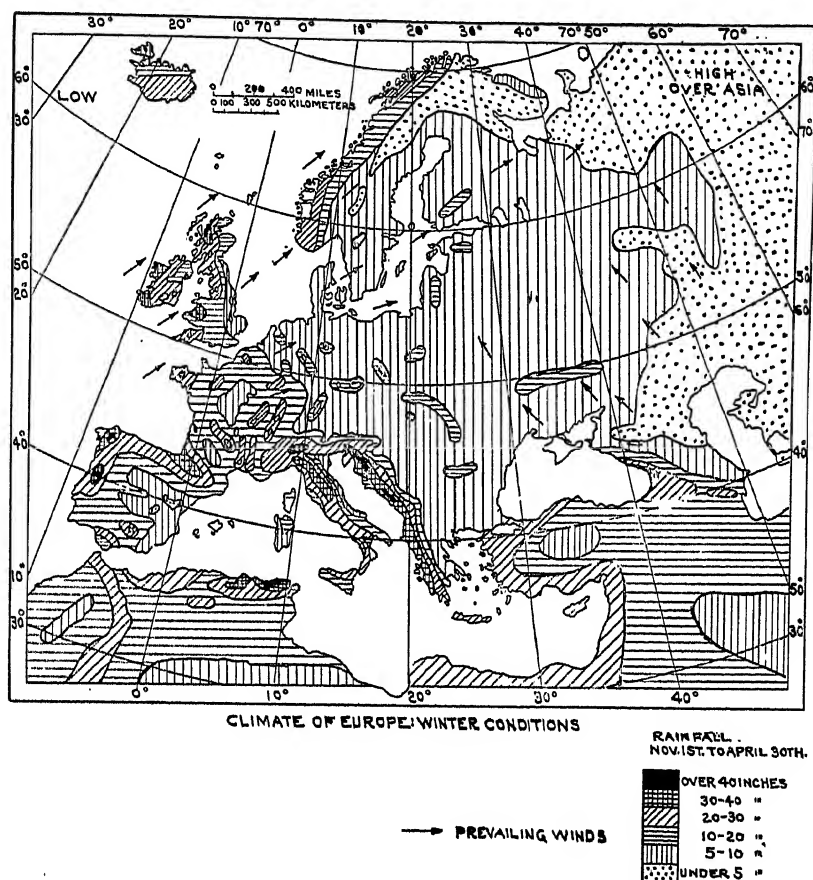 30° 20° 10° 70° 0° 60° 10° 20° 30° 40° 70° 50° 60° 70°
60°
30°
LOW
0 200 400 MILES
0 100 300 500 KILOMETERS
HIGH
OVER ASIA
60°
70°
50°
20°
50°
60°
40°
40°
10°
30°
50°
30°
0° 10° 20° 30° 40°
CLIMATE OF EUROPE: WINTER CONDITIONS
RAINFALL.
NOV. 1ST. TO APRIL 30TH.
OVER 40 INCHES
30-40 "
20-30 "
10-20 "
5-10 "
UNDER 5 "
PREVAILING WINDS